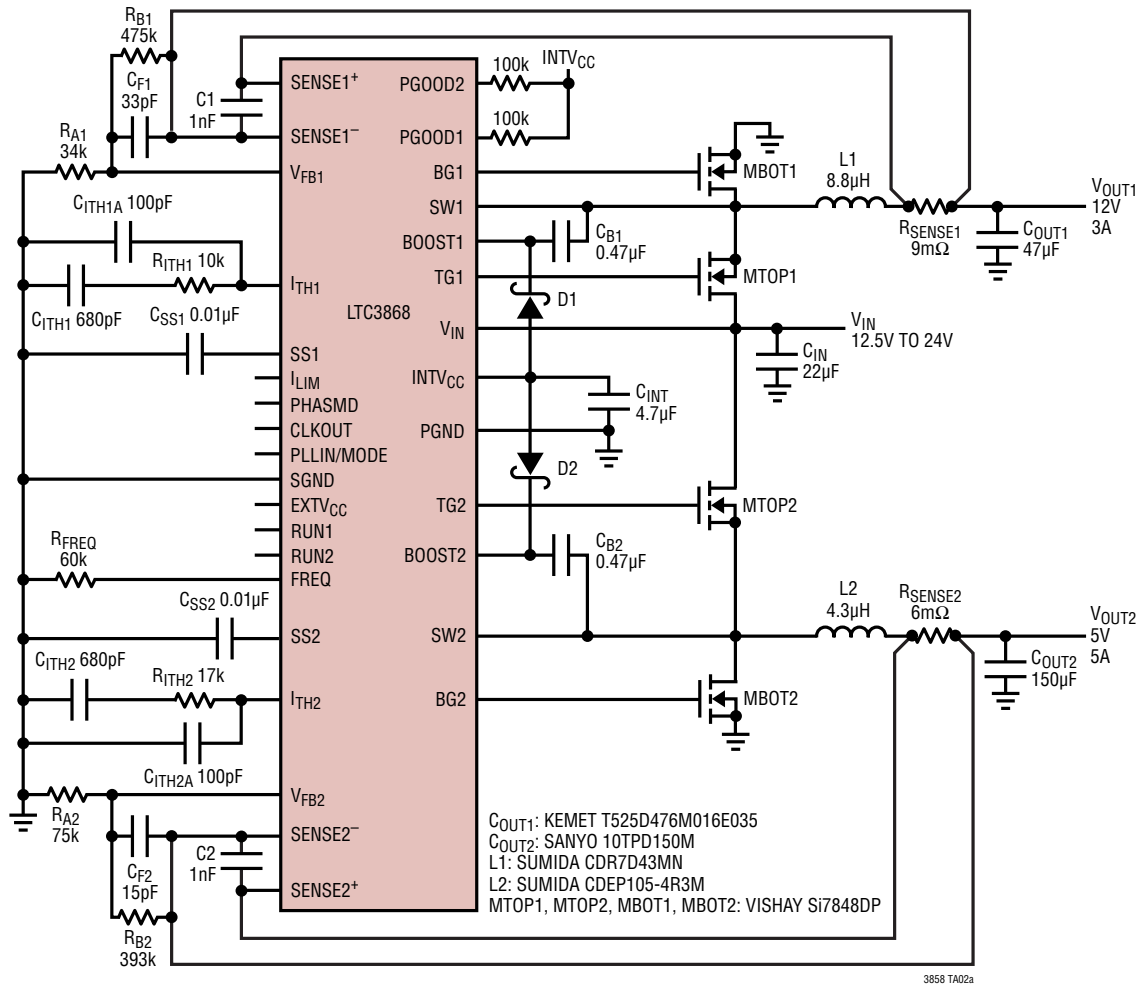 RB1
475k
CF1
33pF
RA1
34k
C1
1nF
CITH1A 100pF
RITH1 10k
CITH1 680pF
CSS1 0.01µF
RFREQ
60k
CSS2 0.01µF
CITH2 680pF
RITH2 17k
CITH2A 100pF
RA2
75k
CF2
15pF
C2
1nF
RB2
393k
SENSE1+
SENSE1–
VFB1
ITH1
SS1
ILIM
PHASMD
CLKOUT
PLLIN/MODE
SGND
EXTVCC
RUN1
RUN2
FREQ
SS2
ITH2
VFB2
SENSE2–
SENSE2+
LTC3868
PGOOD2
PGOOD1
BG1
SW1
BOOST1
TG1
VIN
INTVCC
PGND
TG2
BOOST2
SW2
BG2
100k
INTVCC
100k
MBOT1
L1
8.8µH
CB1
0.47µF
MTOP1
D1
RSENSE1
9mΩ
COUT1
47µF
VOUT1
12V
3A
VIN
12.5V TO 24V
CIN
22µF
CINT
4.7µF
D2
MTOP2
CB2
0.47µF
L2
4.3µH
RSENSE2
6mΩ
VOUT2
5V
5A
COUT2
150µF
MBOT2
COUT1: KEMET T525D476M016E035
COUT2: SANYO 10TPD150M
L1: SUMIDA CDR7D43MN
L2: SUMIDA CDEP105-4R3M
MTOP1, MTOP2, MBOT1, MBOT2: VISHAY Si7848DP
3858 TA02a